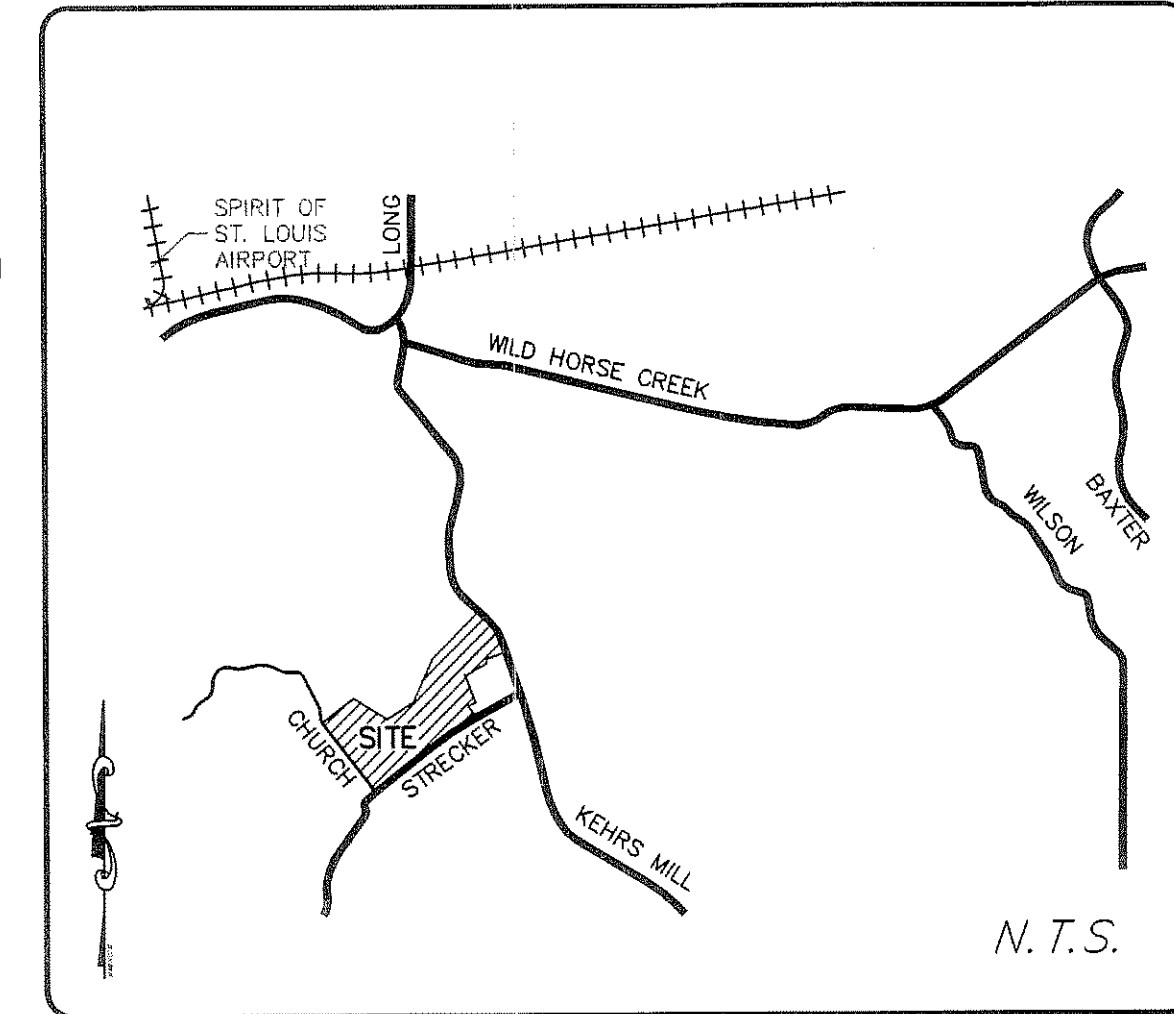 SPIRIT OF
ST. LOUIS
AIRPORT
LONG
WILD HORSE CREEK
WILSON
BAXTER
CHURCH
SITE
STRECKER
KEHRS MILL
N.T.S.